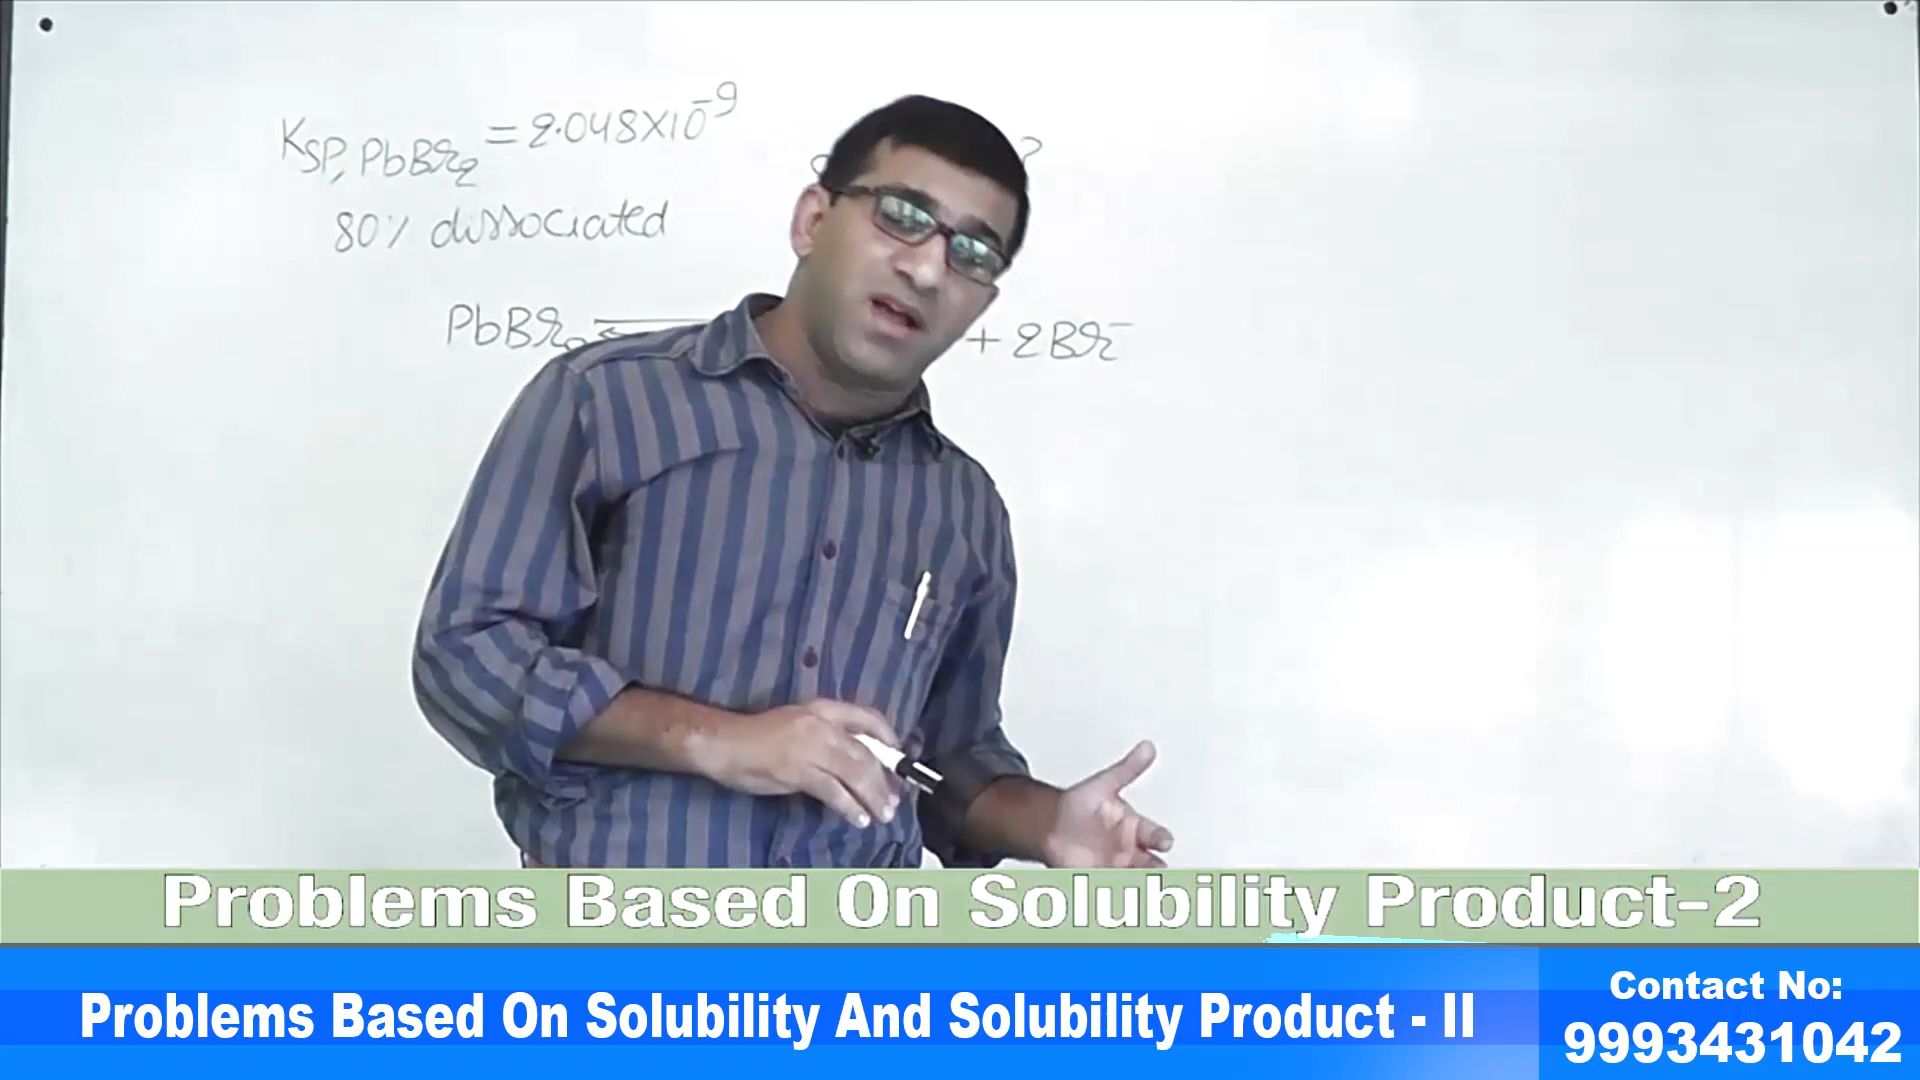 Ksp, PbBr₂ = 2.048×10⁻⁹ ?
80% dissociated
PbBr₂ + 2Br⁻
Problems Based On Solubility Product-2
Problems Based On Solubility And Solubility Product - II
Contact No:
9993431042